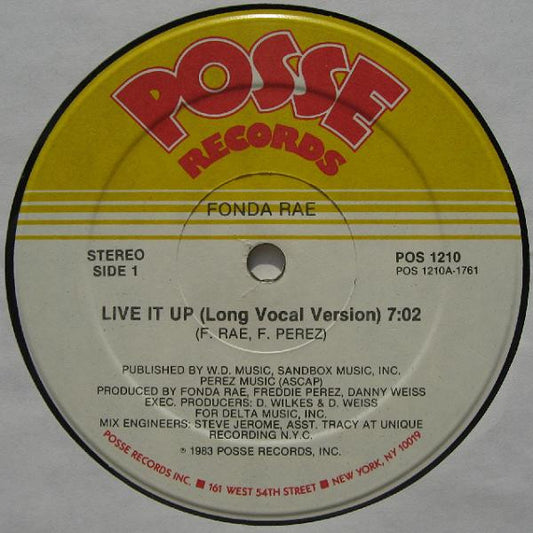 POSSE
RECORDS
FONDA RAE
STEREO
SIDE 1
POS 1210
POS 1210A-1761
LIVE IT UP (Long Vocal Version) 7:02
(F. RAE, F. PEREZ)
PUBLISHED BY W.D. MUSIC, SANDBOX MUSIC, INC.
PEREZ MUSIC (ASCAP)
PRODUCED BY FONDA RAE, FREDDIE PEREZ, DANNY WEISS
EXEC. PRODUCERS: D. WILKES & D. WEISS
FOR DELTA MUSIC, INC.
MIX ENGINEERS: STEVE JEROME, ASST. TRACY AT UNIQUE
RECORDING N.Y.C.
℗ 1983 POSSE RECORDS, INC.
POSSE RECORDS INC. ■ 161 WEST 54TH STREET ■ NEW YORK, NY 10019